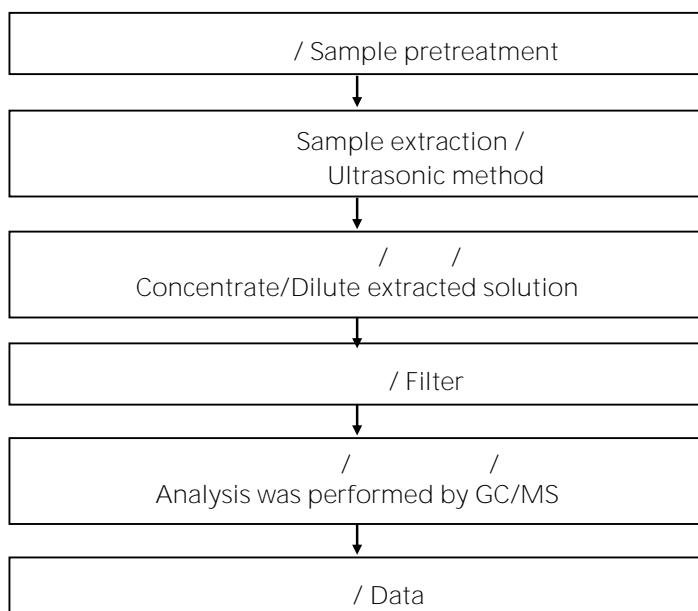 / Sample pretreatment
Sample extraction /
Ultrasonic method
/ /
Concentrate/Dilute extracted solution
/ Filter
/ /
Analysis was performed by GC/MS
/ Data